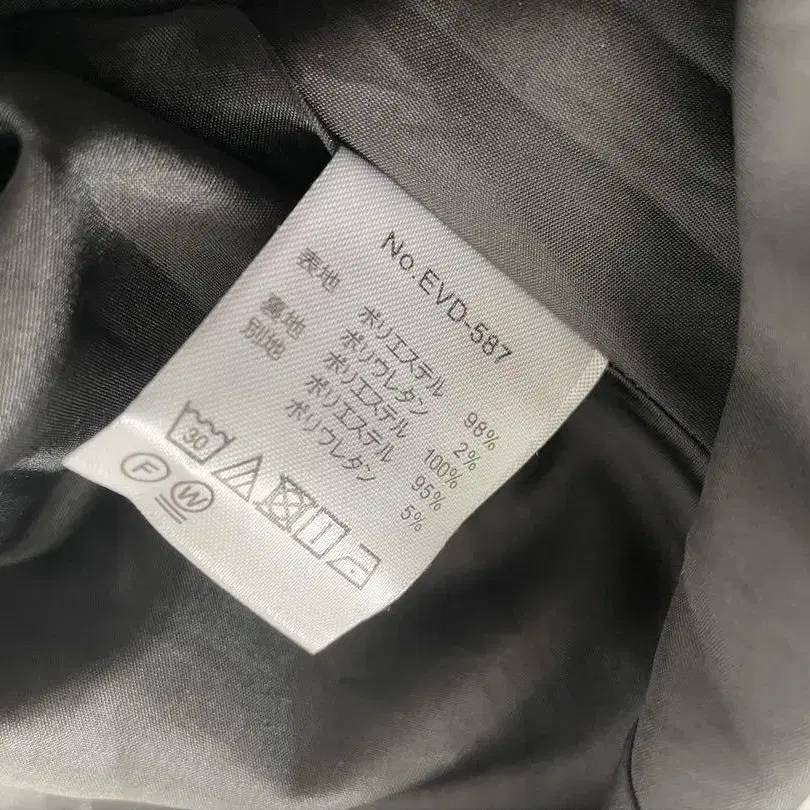 No.EVD-587
表地 ポリエステル 98%
ポリウレタン 2%
裏地 ポリエステル 100%
別地 ポリエステル 95%
ポリウレタン 5%
30
F W